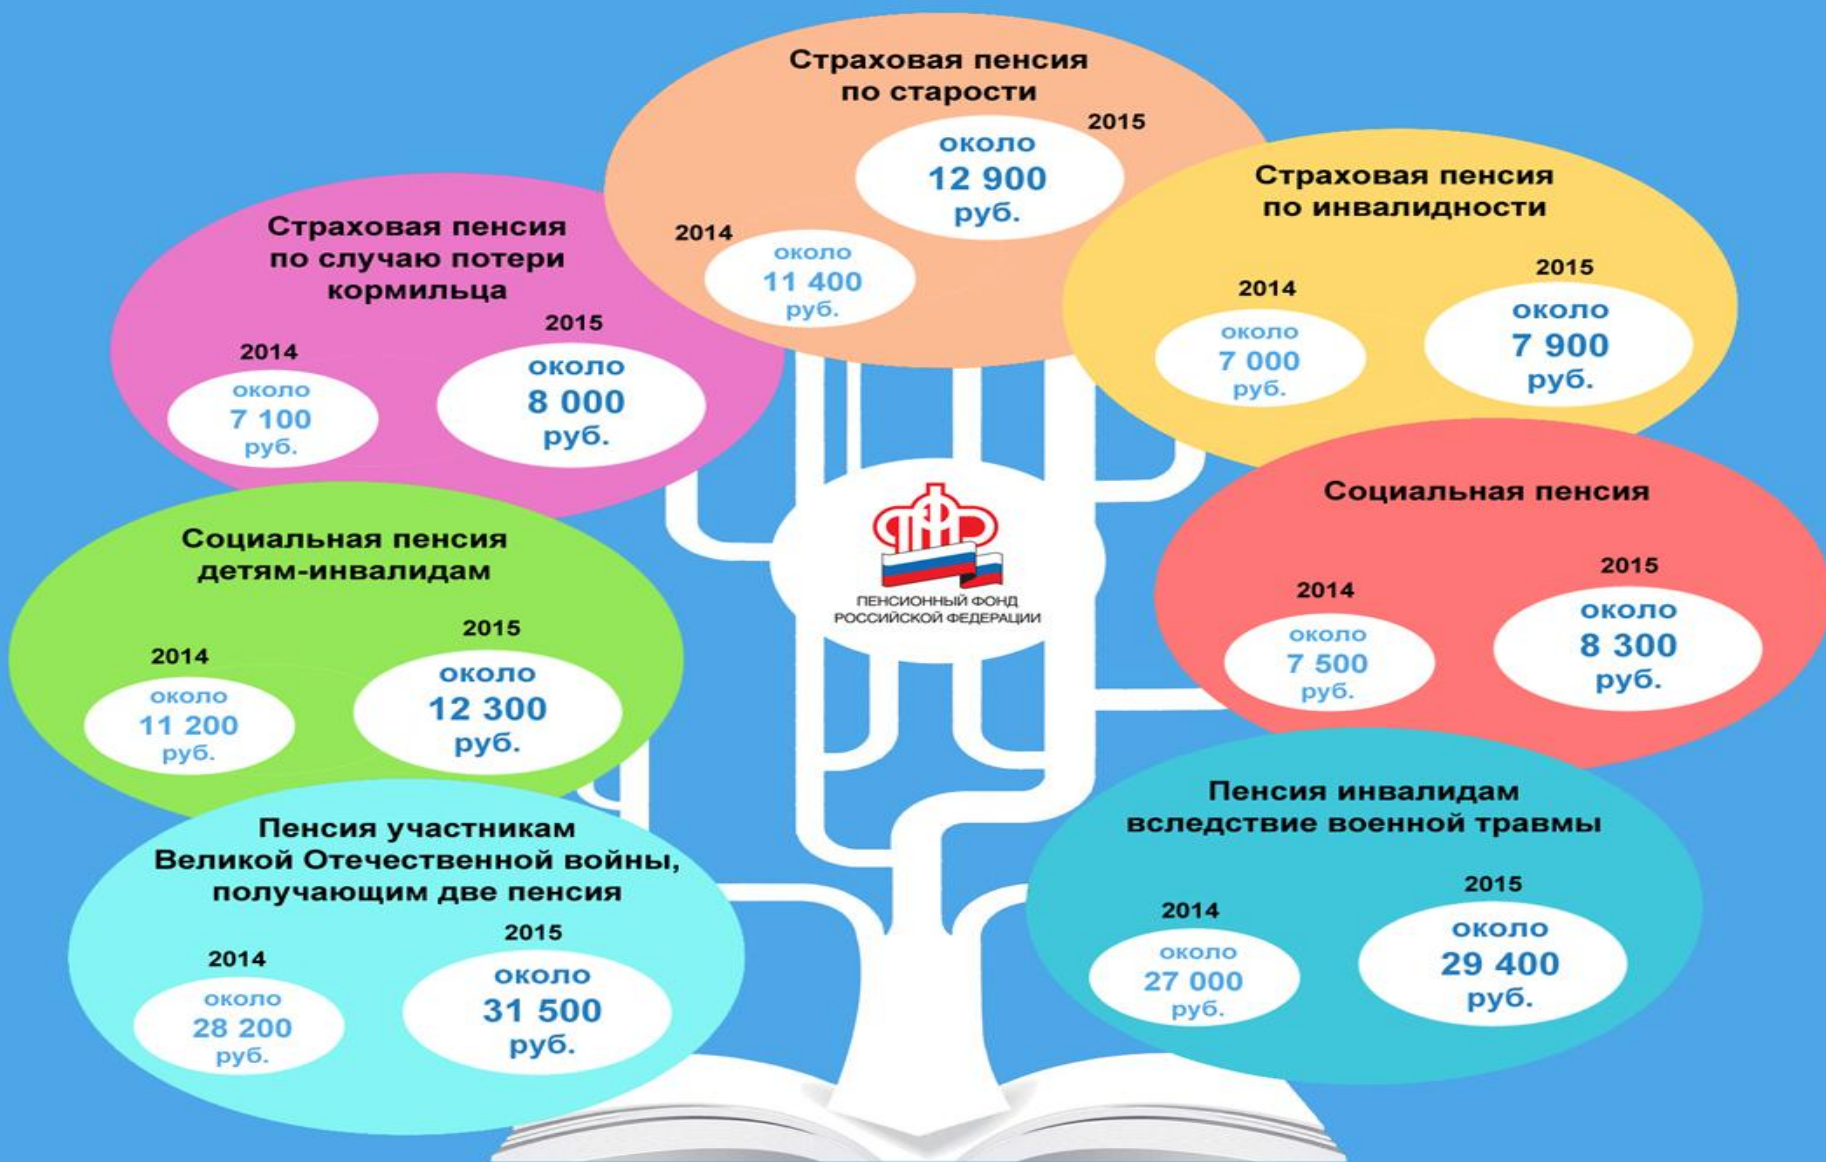 Страховая пенсия
по старости
2015
около
12 900
руб.
2014
около
11 400
руб.
Страховая пенсия
по инвалидности
2014
около
7 000
руб.
2015
около
7 900
руб.
Страховая пенсия
по случаю потери
кормильца
2014
около
7 100
руб.
2015
около
8 000
руб.
Социальная пенсия
2014
около
7 500
руб.
2015
около
8 300
руб.
ПЕНСИОННЫЙ ФОНД
РОССИЙСКОЙ ФЕДЕРАЦИИ
Социальная пенсия
детям-инвалидам
2014
около
11 200
руб.
2015
около
12 300
руб.
Пенсия инвалидам
вследствие военной травмы
2014
около
27 000
руб.
2015
около
29 400
руб.
Пенсия участникам
Великой Отечественной войны,
получающим две пенсия
2014
около
28 200
руб.
2015
около
31 500
руб.